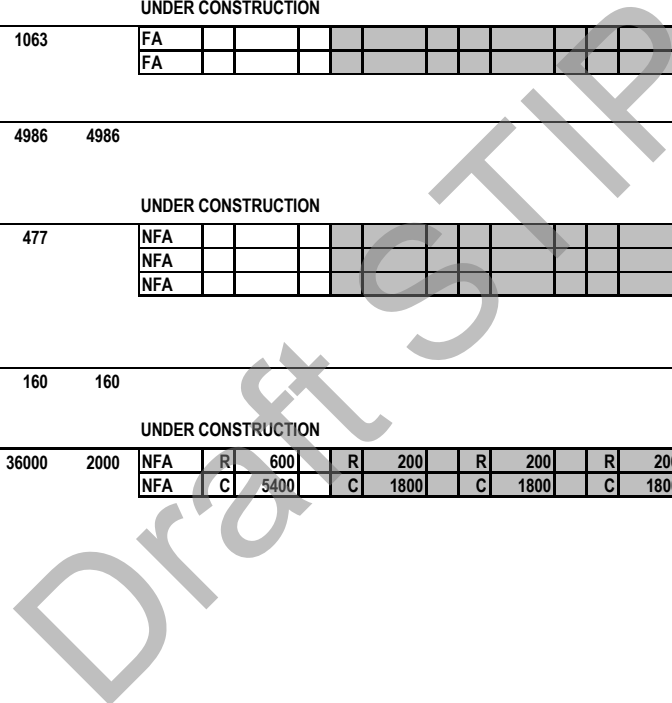 UNDER CONSTRUCTION
1063 FA
FA
4986 4986
UNDER CONSTRUCTION
477 NFA
NFA
NFA
160 160
UNDER CONSTRUCTION
36000 2000 NFA R 600 R 200 R 200 R
NFA C 5400 C 1800 C 1800 C
Draft STIP